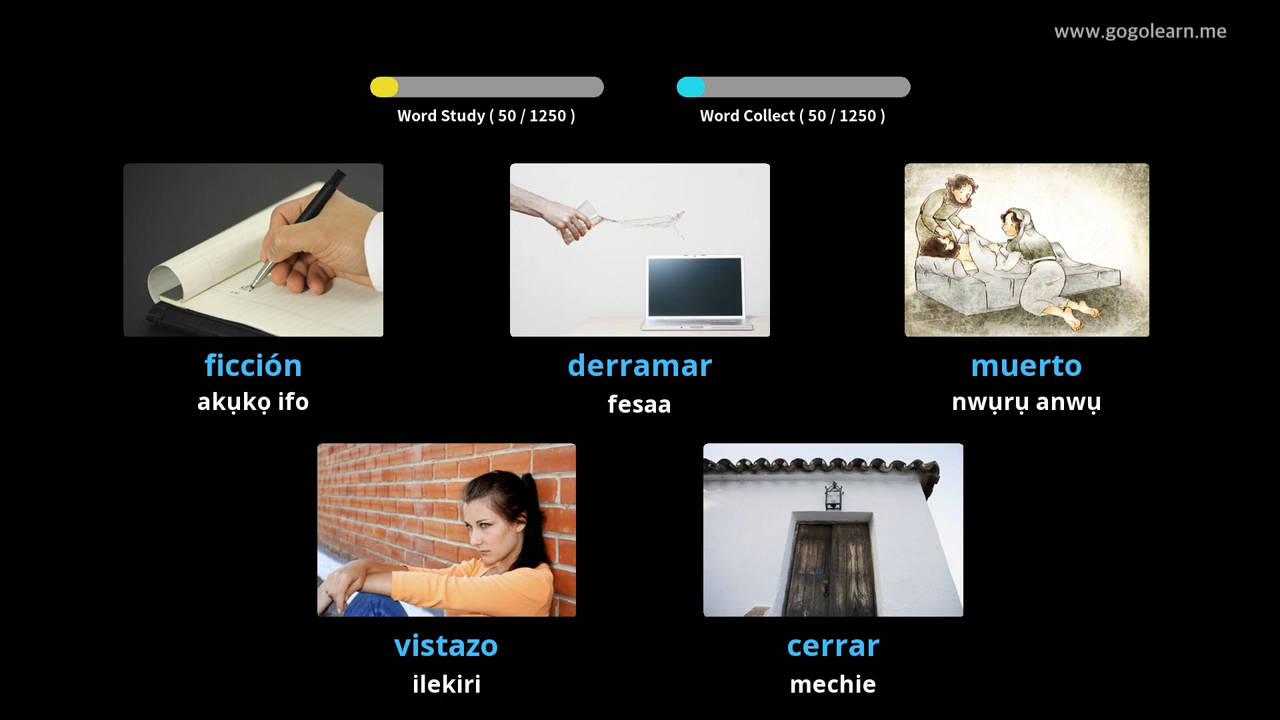 www.gogolearn.me
Word Study ( 50 / 1250 )
Word Collect ( 50 / 1250 )
ficción
akụkọ ifo
derramar
fesaa
muerto
nwụrụ anwụ
vistazo
ilekiri
cerrar
mechie